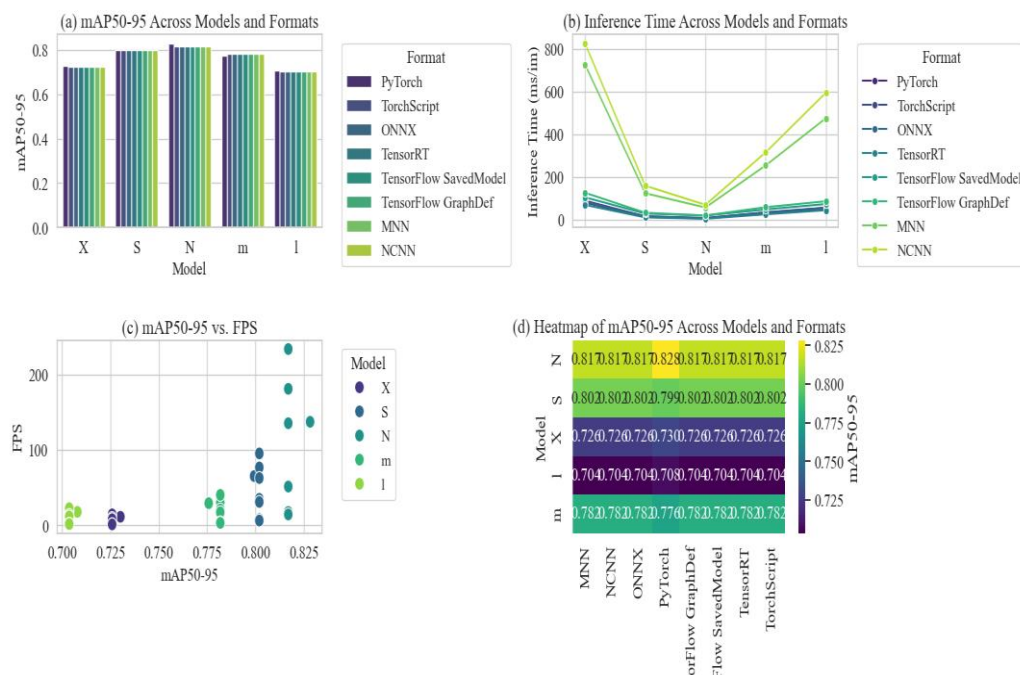 (a) mAP50-95 Across Models and Formats
mAP50-95
0.8
0.6
0.4
0.2
0.0
X S N m l
Model
Format
PyTorch
TorchScript
ONNX
TensorRT
TensorFlow SavedModel
TensorFlow GraphDef
MNN
NCNN
(b) Inference Time Across Models and Formats
Inference Time (ms/im)
800
600
400
200
0
X S N m l
Model
Format
PyTorch
TorchScript
ONNX
TensorRT
TensorFlow SavedModel
TensorFlow GraphDef
MNN
NCNN
(c) mAP50-95 vs. FPS
FPS
200
100
0
0.700 0.725 0.750 0.775 0.800 0.825
mAP50-95
Model
X
S
N
m
l
(d) Heatmap of mAP50-95 Across Models and Formats
Model
N 0.817 0.817 0.817 0.828 0.817 0.817 0.817 0.817
S 0.802 0.802 0.802 0.799 0.802 0.802 0.802 0.802
X 0.726 0.726 0.726 0.730 0.726 0.726 0.726 0.726
l 0.704 0.704 0.704 0.708 0.704 0.704 0.704 0.704
m 0.782 0.782 0.782 0.776 0.782 0.782 0.782 0.782
MNN
NCNN
ONNX
PyTorch
orFlow GraphDef
Flow SavedModel
TensorRT
TorchScript
0.825
0.800
0.775
0.750
0.725
mAP50-95